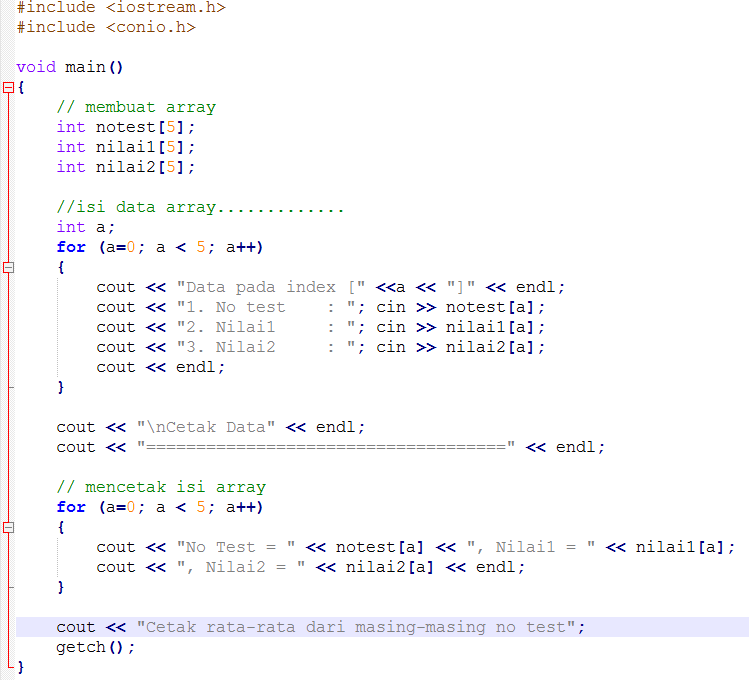 #include <iostream.h>
#include <conio.h>
void main()
{
// membuat array
int notest[5];
int nilai1[5];
int nilai2[5];
//isi data array.............
int a;
for (a=0; a < 5; a++)
{
cout << "Data pada index [" <<a << "]" << endl;
cout << "1. No test    : "; cin >> notest[a];
cout << "2. Nilai1     : "; cin >> nilai1[a];
cout << "3. Nilai2     : "; cin >> nilai2[a];
cout << endl;
}
cout << "\nCetak Data" << endl;
cout << "====================================" << endl;
// mencetak isi array
for (a=0; a < 5; a++)
{
cout << "No Test = " << notest[a] << ", Nilai1 = " << nilai1[a];
cout << ", Nilai2 = " << nilai2[a] << endl;
}
cout << "Cetak rata-rata dari masing-masing no test";
getch();
}